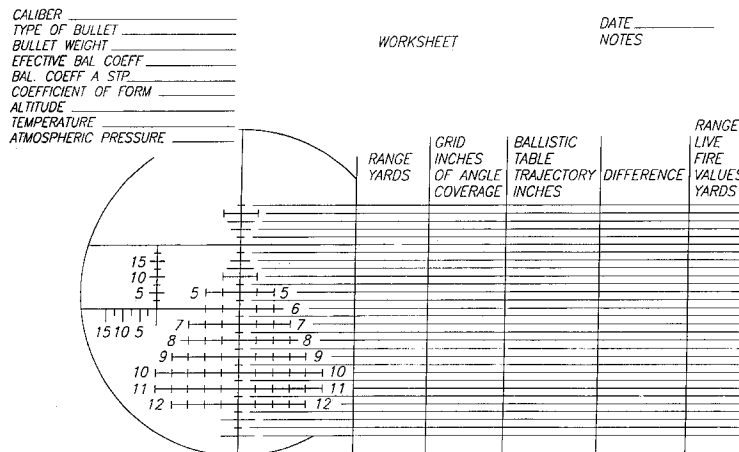 CALIBER
TYPE OF BULLET
BULLET WEIGHT
EFECTIVE BAL COEFF
BAL. COEFF A STP
COEFFICIENT OF FORM
ALTITUDE
TEMPERATURE
ATMOSPHERIC PRESSURE
WORKSHEET
DATE
NOTES
RANGE
YARDS
GRID
INCHES
OF ANGLE
COVERAGE
BALLISTIC
TABLE
TRAJECTORY
INCHES
DIFFERENCE
RANGE
LIVE
FIRE
VALUES
YARDS
15
10
5
5 5
6
15 10 5
7 7
8 8
9 9
10 10
11 11
12 12